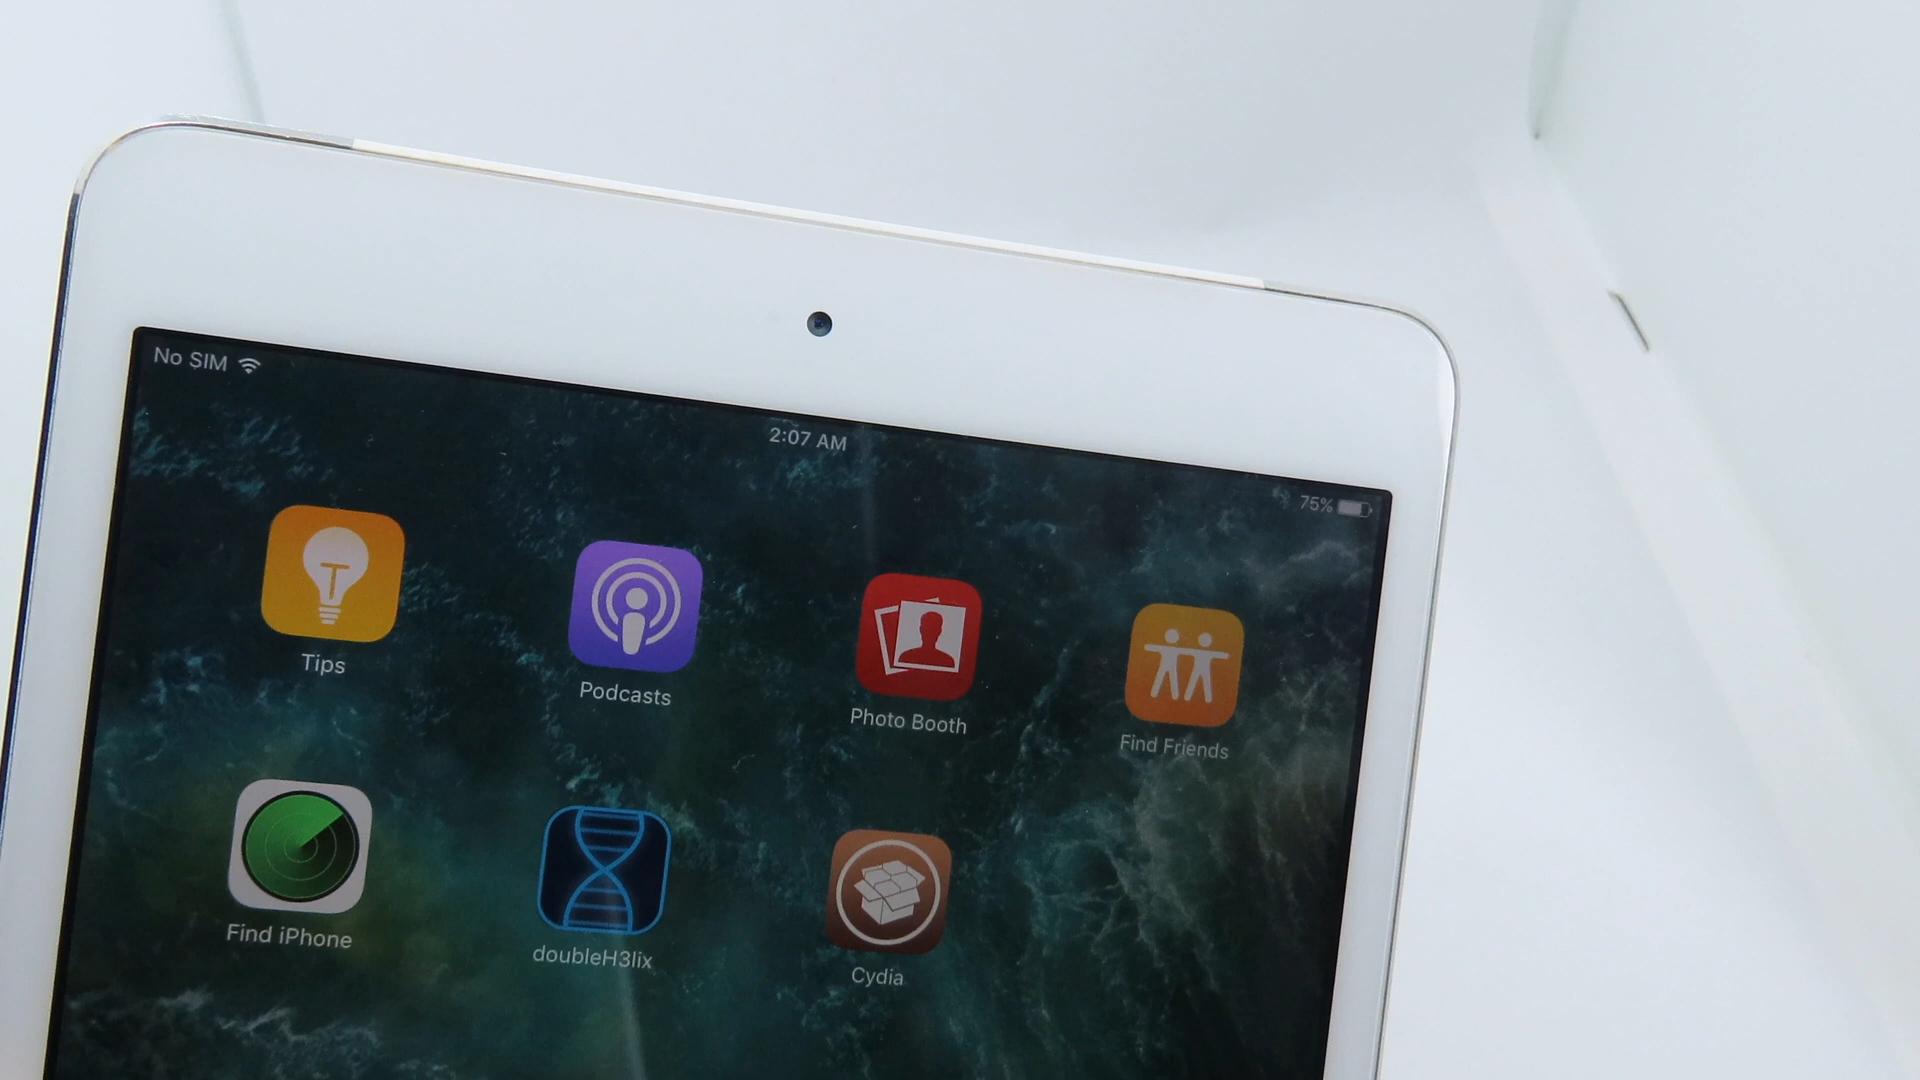 No SIM
2:07 AM
75%
Tips
Podcasts
Photo Booth
Find Friends
Find iPhone
doubleH3lix
Cydia